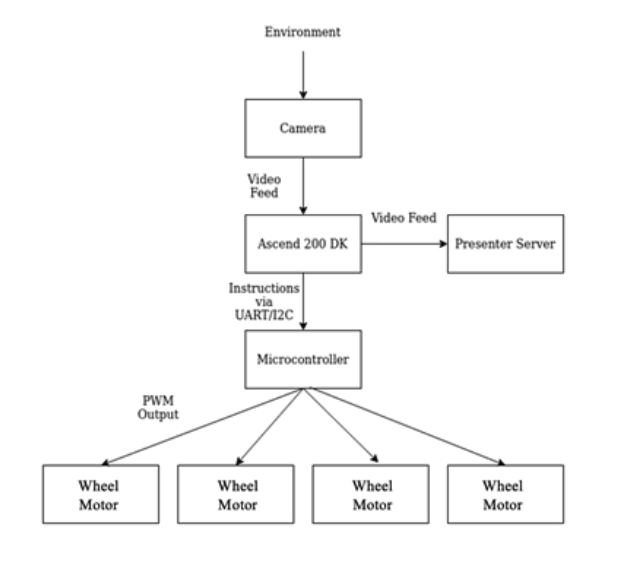 Environment
Camera
Video
Feed
Video Feed
Ascend 200 DK
Presenter Server
Instructions
via
UART/I2C
Microcontroller
PWM
Output
Wheel
Motor
Wheel
Motor
Wheel
Motor
Wheel
Motor